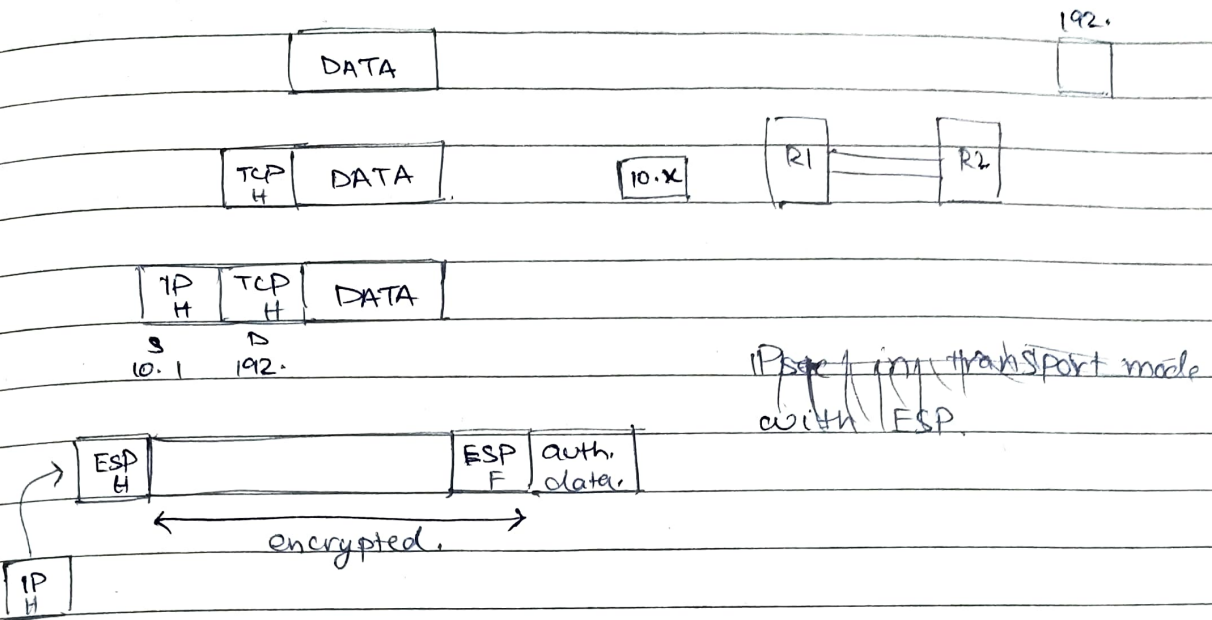 192.
DATA
TCP
H
DATA
10.x
R1
R2
IP
H
TCP
H
DATA
S
10.1
D
192.
IPsec in transport mode
with ESP.
ESP
H
ESP
F
auth.
data.
encrypted.
IP
H